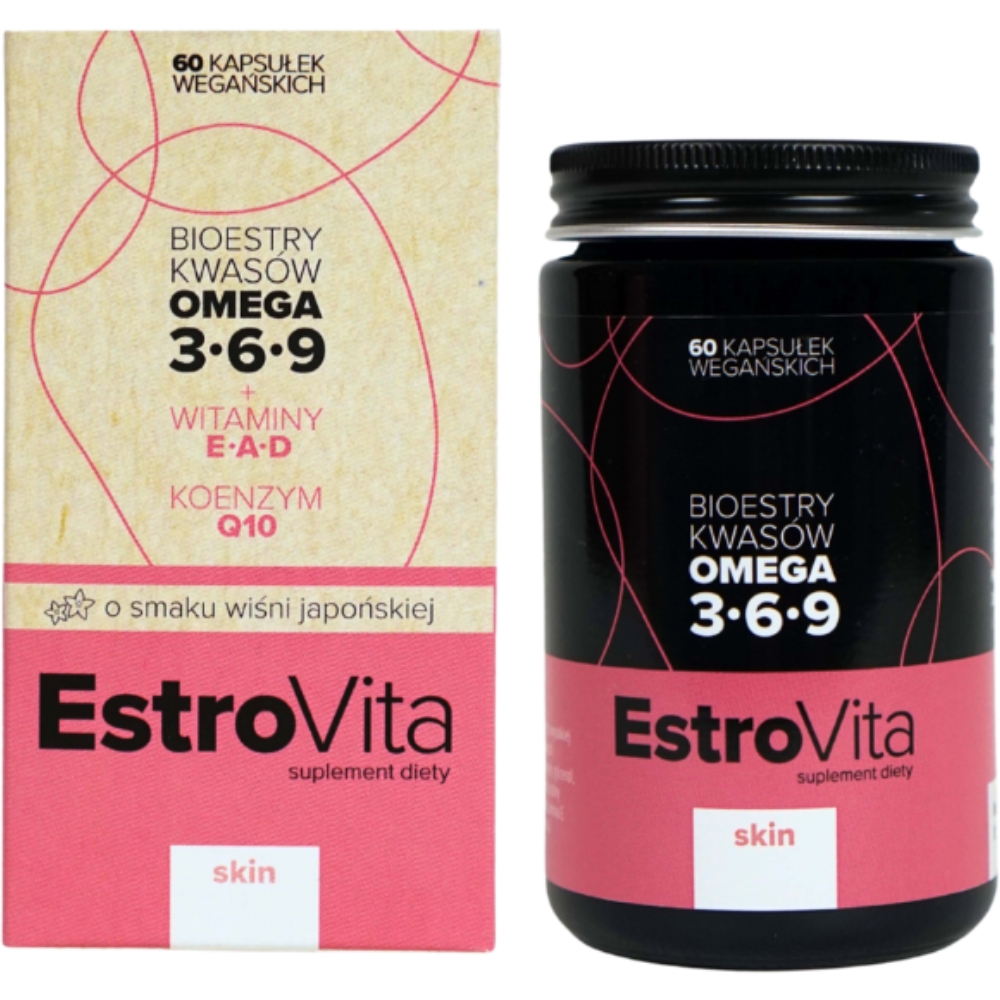 60 KAPSUŁEK
WEGAŃSKICH
BIOESTRY
KWASÓW
OMEGA
3•6•9
+
WITAMINY
E•A•D
KOENZYM
Q10
o smaku wiśni japońskiej
EstroVita
suplement diety
skin
60 KAPSUŁEK
WEGAŃSKICH
BIOESTRY
KWASÓW
OMEGA
3•6•9
EstroVita
suplement diety
skin